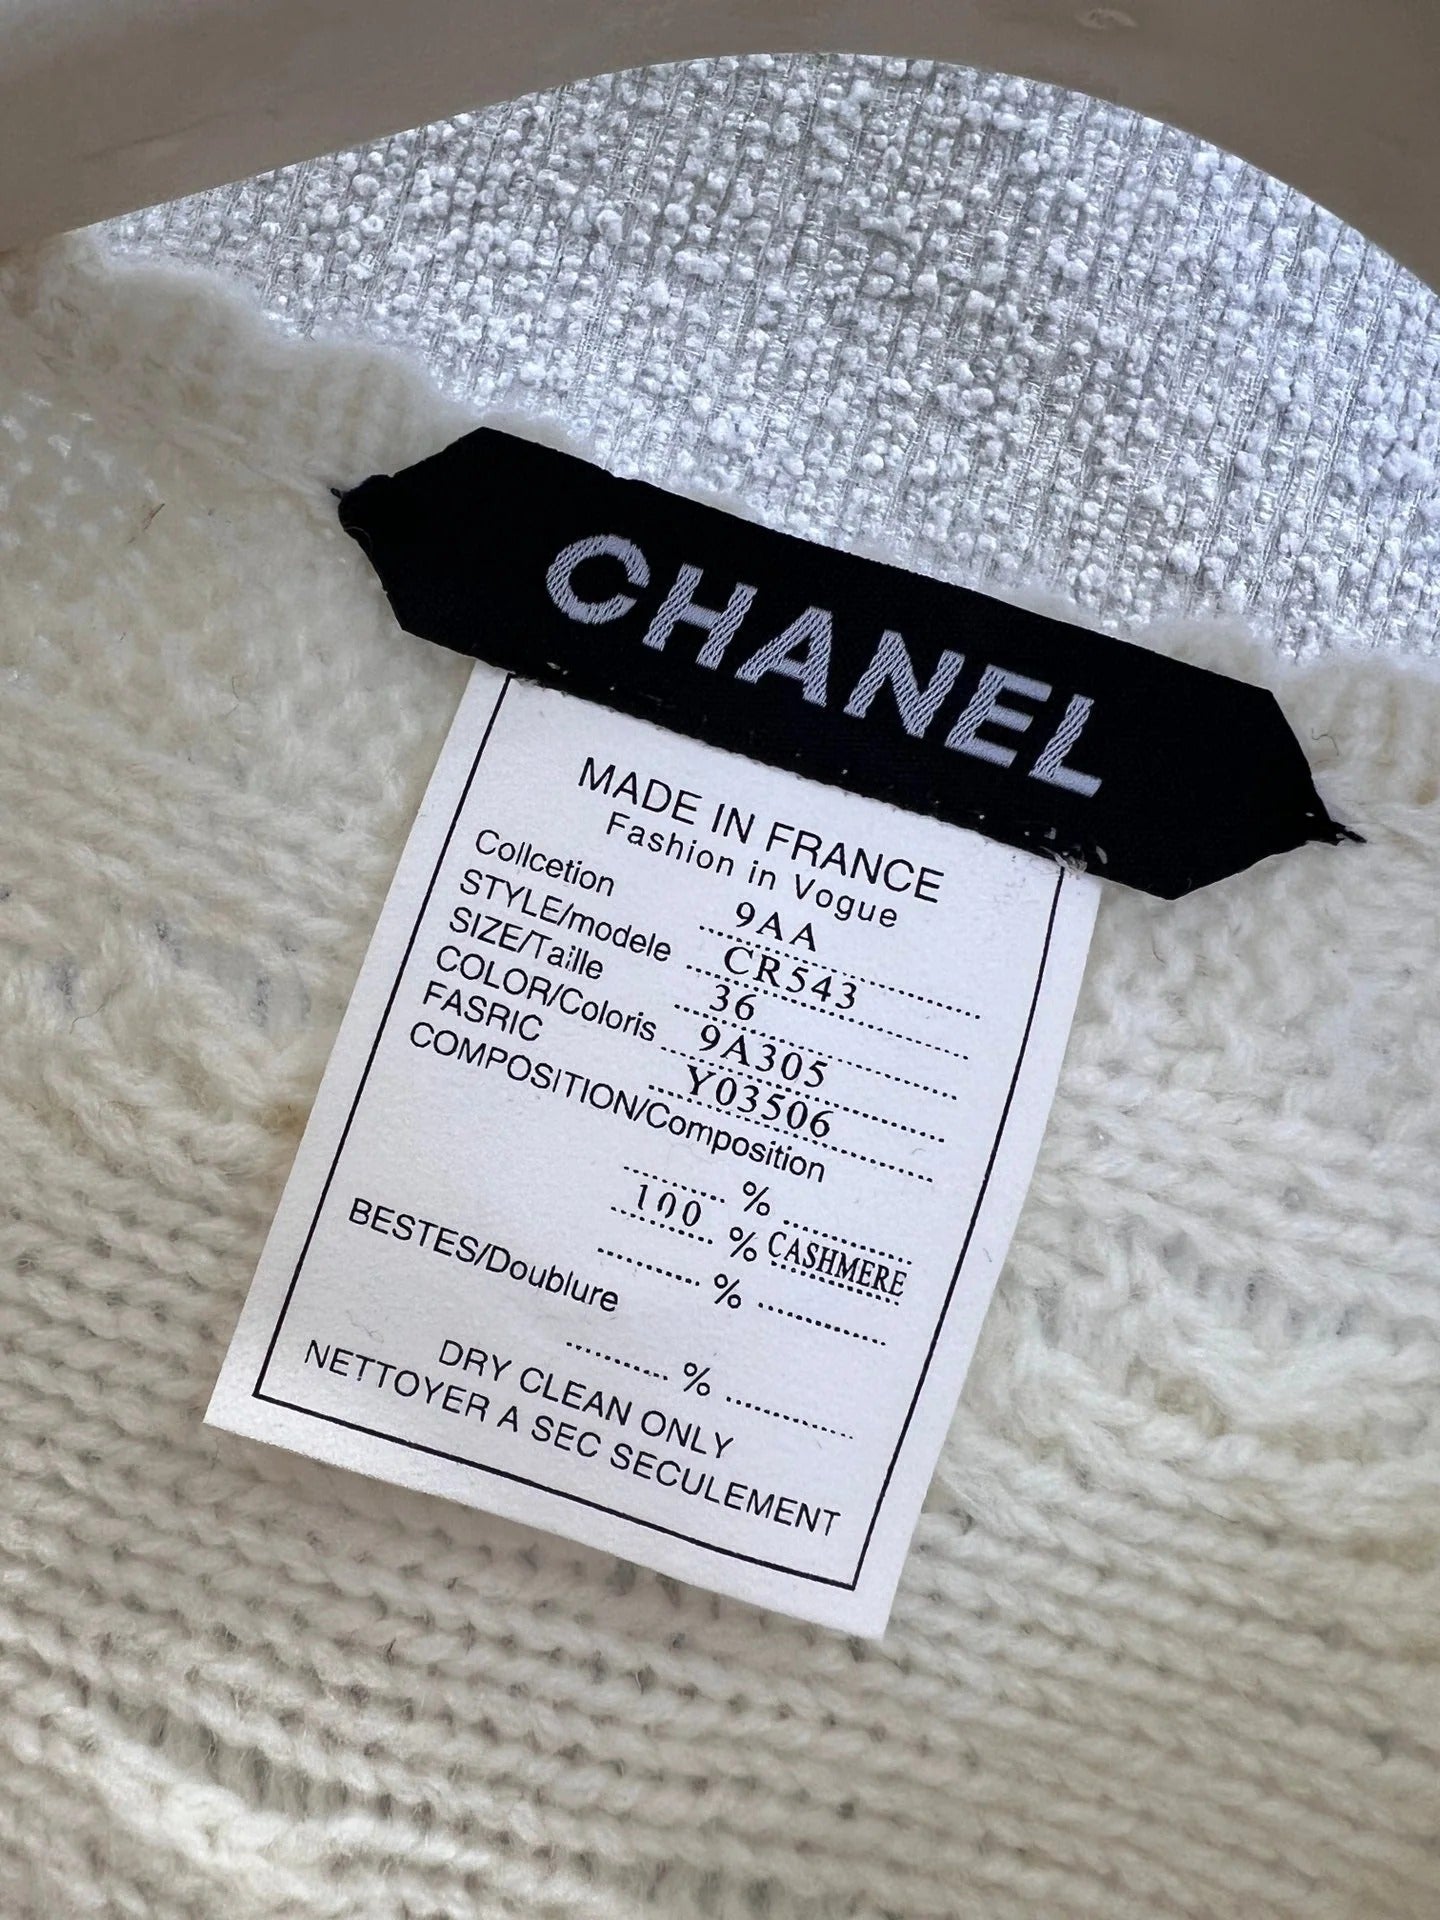 CHANEL
MADE IN FRANCE
Fashion in Vogue
Collcetion 9AA
STYLE/modele CR543
SIZE/Taille 36
COLOR/Coloris 9A305
FASRIC Y03506
COMPOSITION/Composition
%
100 % CASHMERE
%
BESTES/Doublure
%
DRY CLEAN ONLY
NETTOYER A SEC SECULEMENT